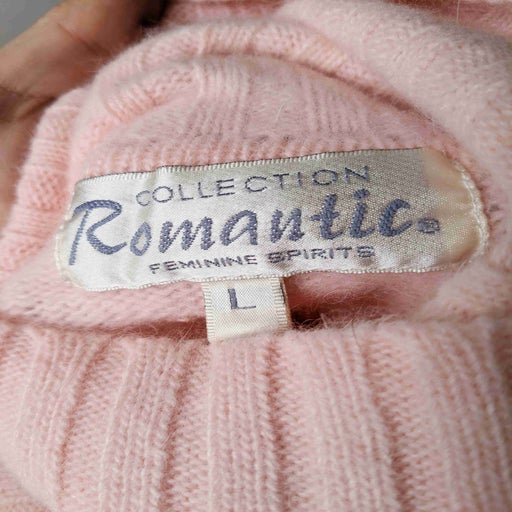 COLLECTION
Romantic®
FEMININE SPIRITS
L